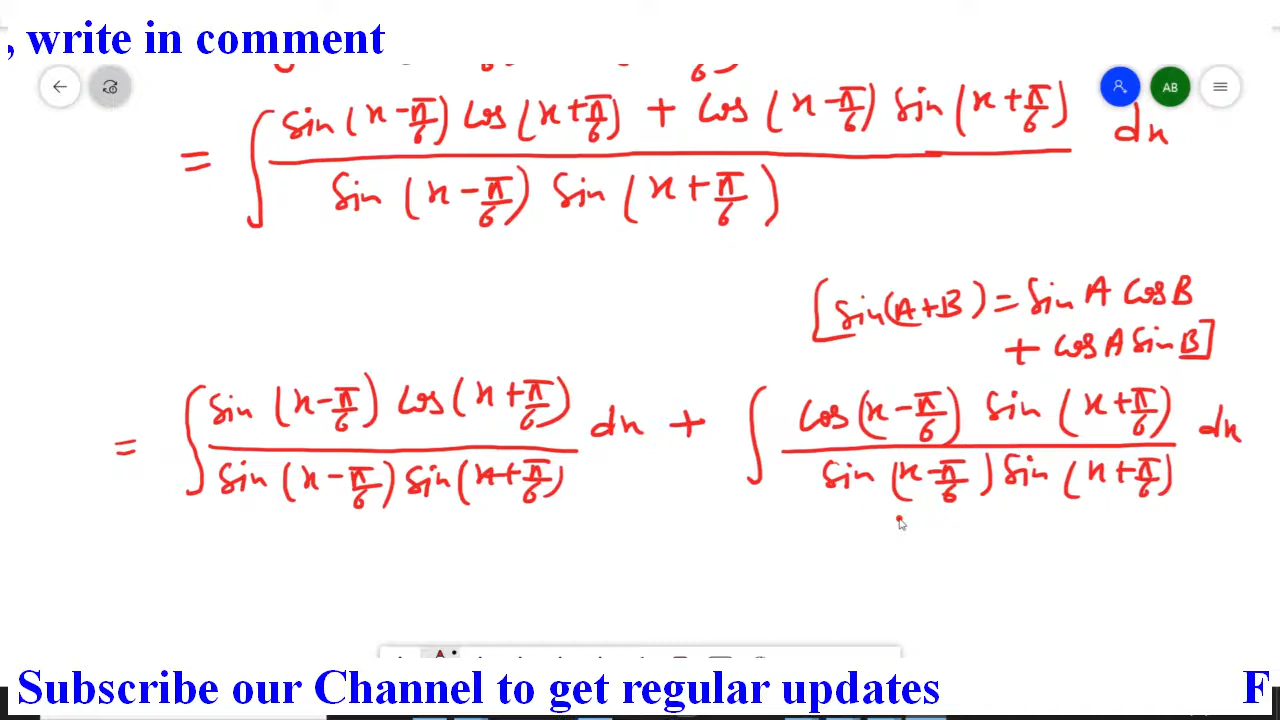 , write in comment
AB
= ∫ sin(x-π/6) cos(x+π/6) + cos(x-π/6) sin(x+π/6) / sin(x-π/6) sin(x+π/6) dx
[sin(A+B) = sin A cos B
+ cos A sin B]
= ∫ sin(x-π/6) cos(x+π/6) / sin(x-π/6) sin(x+π/6) dx + ∫ cos(x-π/6) sin(x+π/6) / sin(x-π/6) sin(x+π/6) dx
Subscribe our Channel to get regular updates F